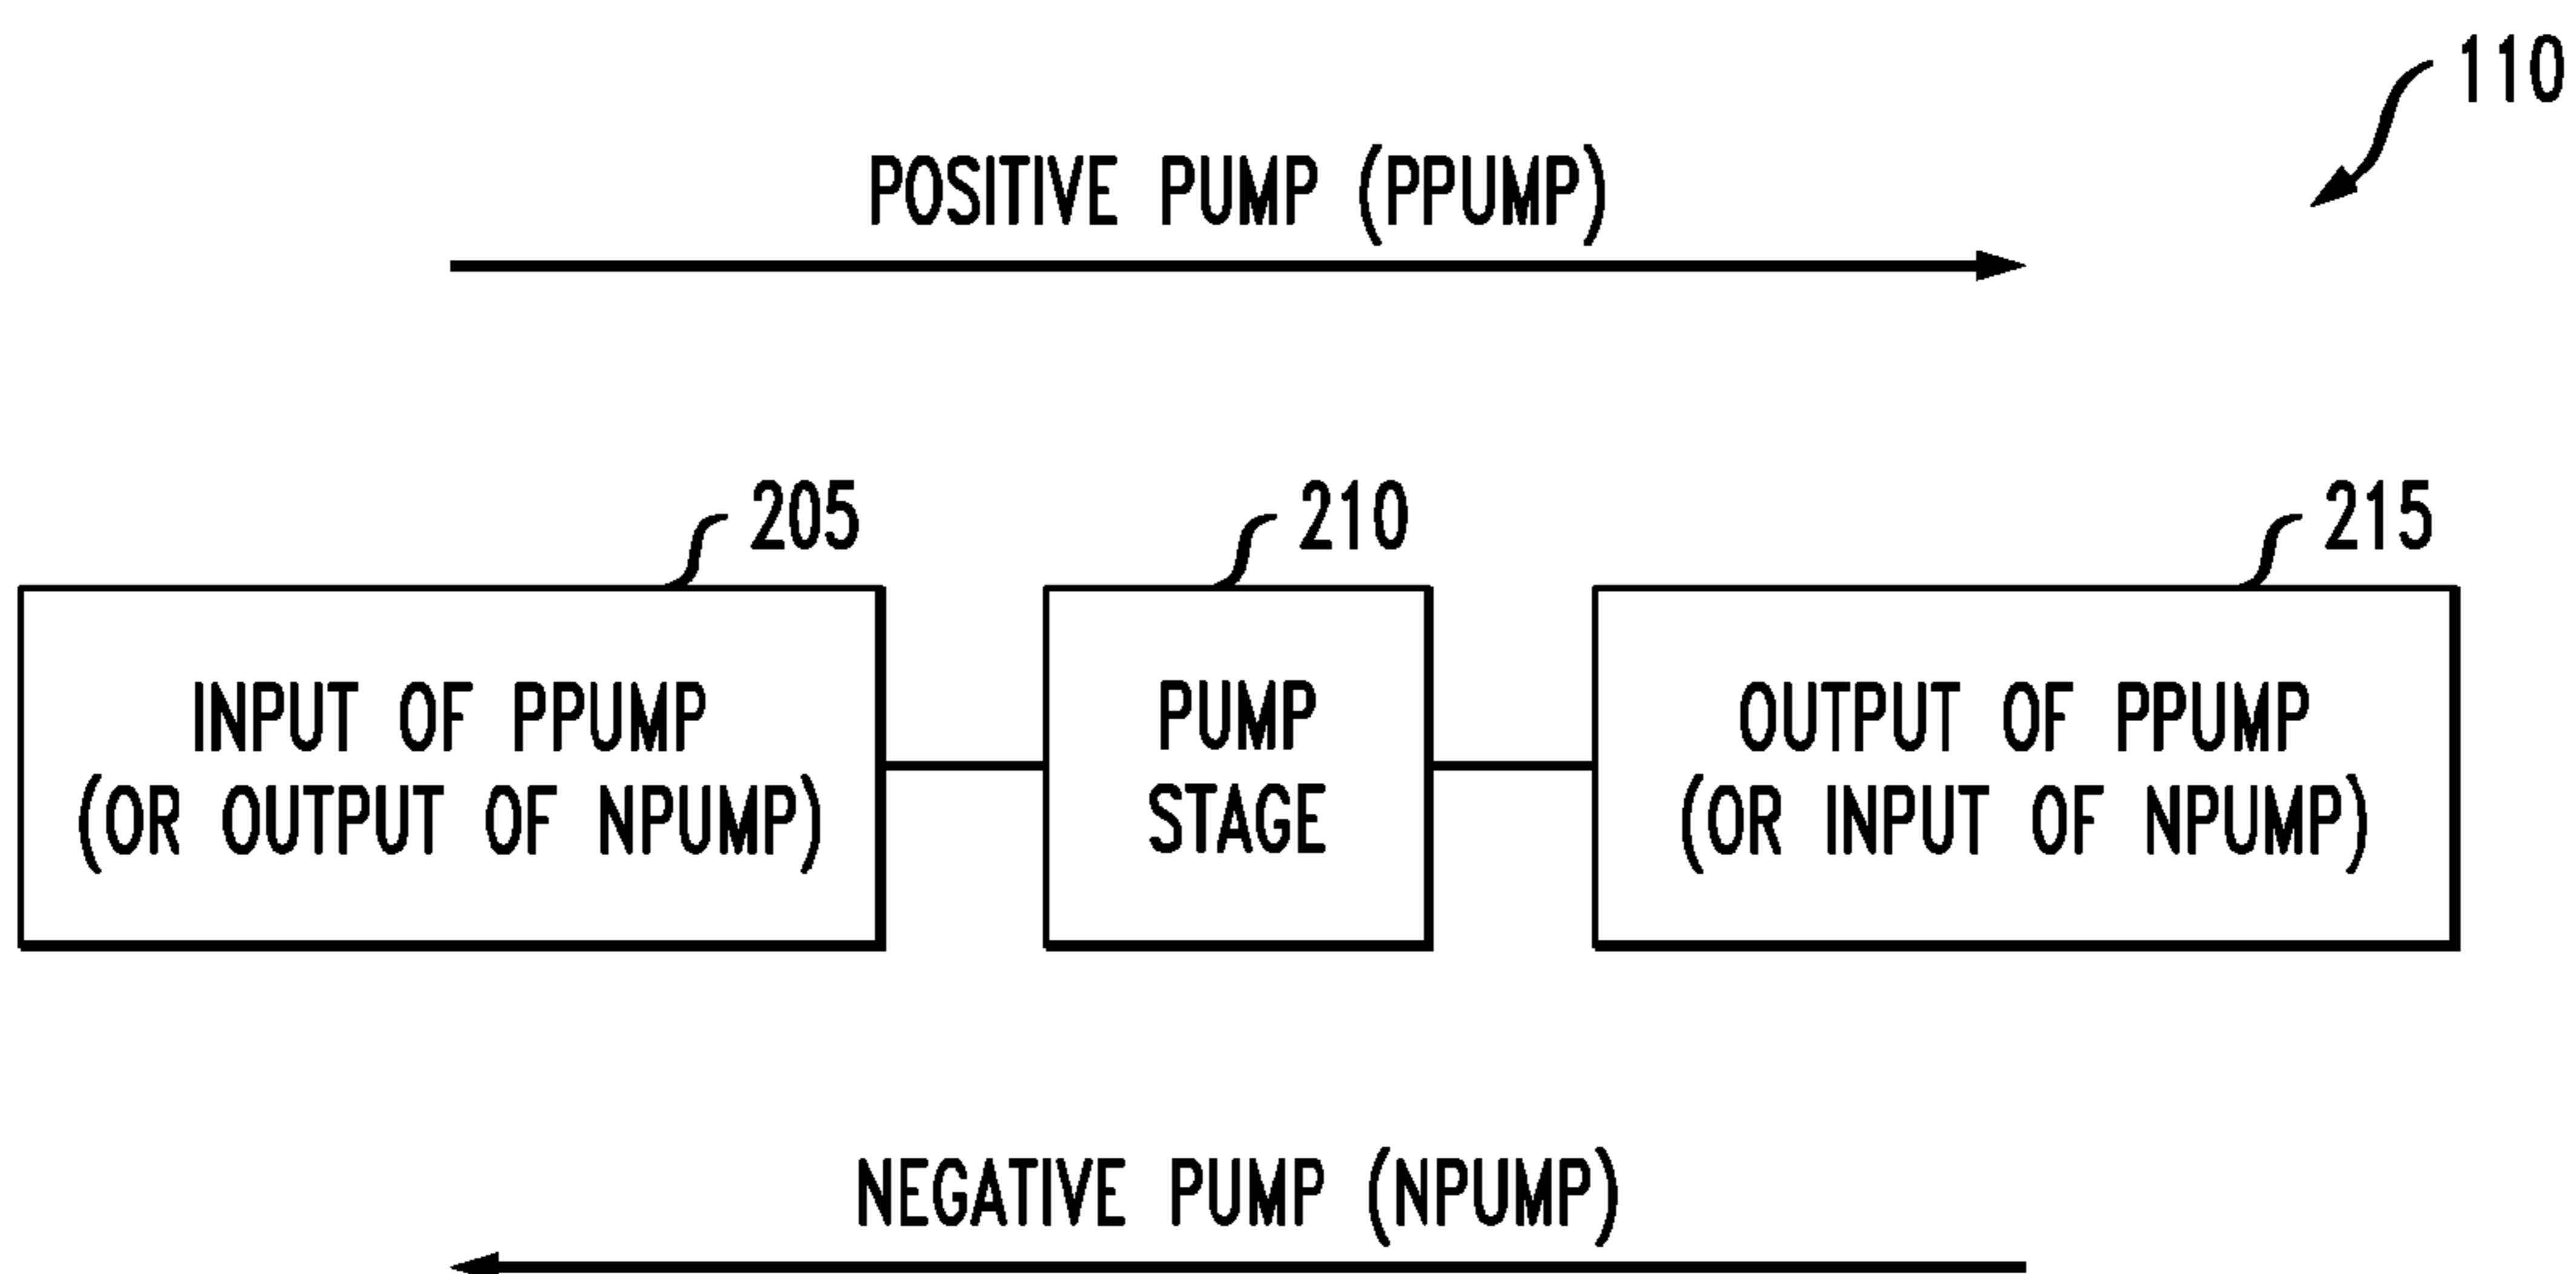 110
POSITIVE PUMP (PPUMP)
205
210
215
INPUT OF PPUMP
(OR OUTPUT OF NPUMP)
PUMP
STAGE
OUTPUT OF PPUMP
(OR INPUT OF NPUMP)
NEGATIVE PUMP (NPUMP)